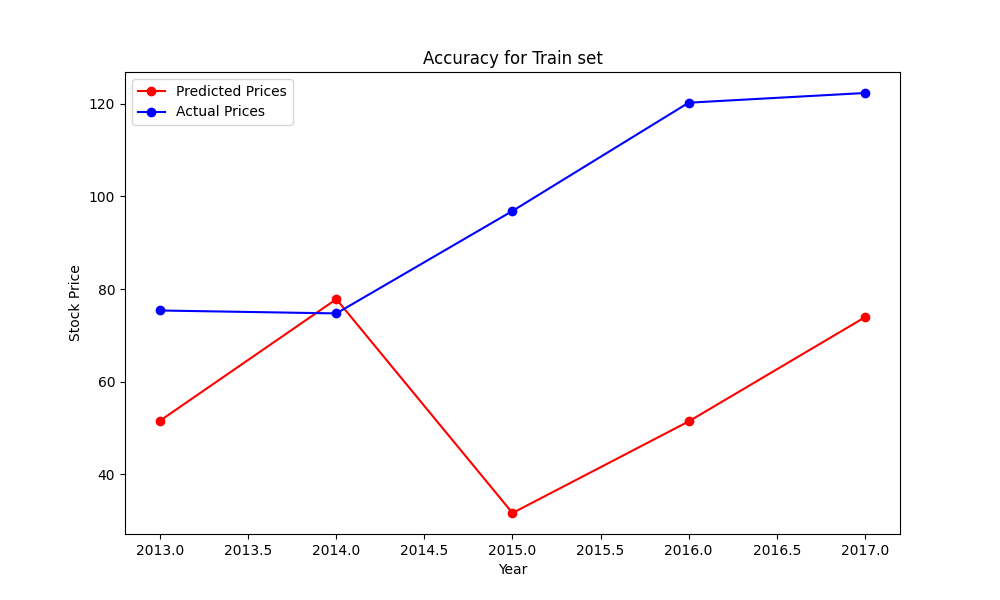 Accuracy for Train set
Predicted Prices
Actual Prices
Stock Price
120
100
80
60
40
2013.0 2013.5 2014.0 2014.5 2015.0 2015.5 2016.0 2016.5 2017.0
Year